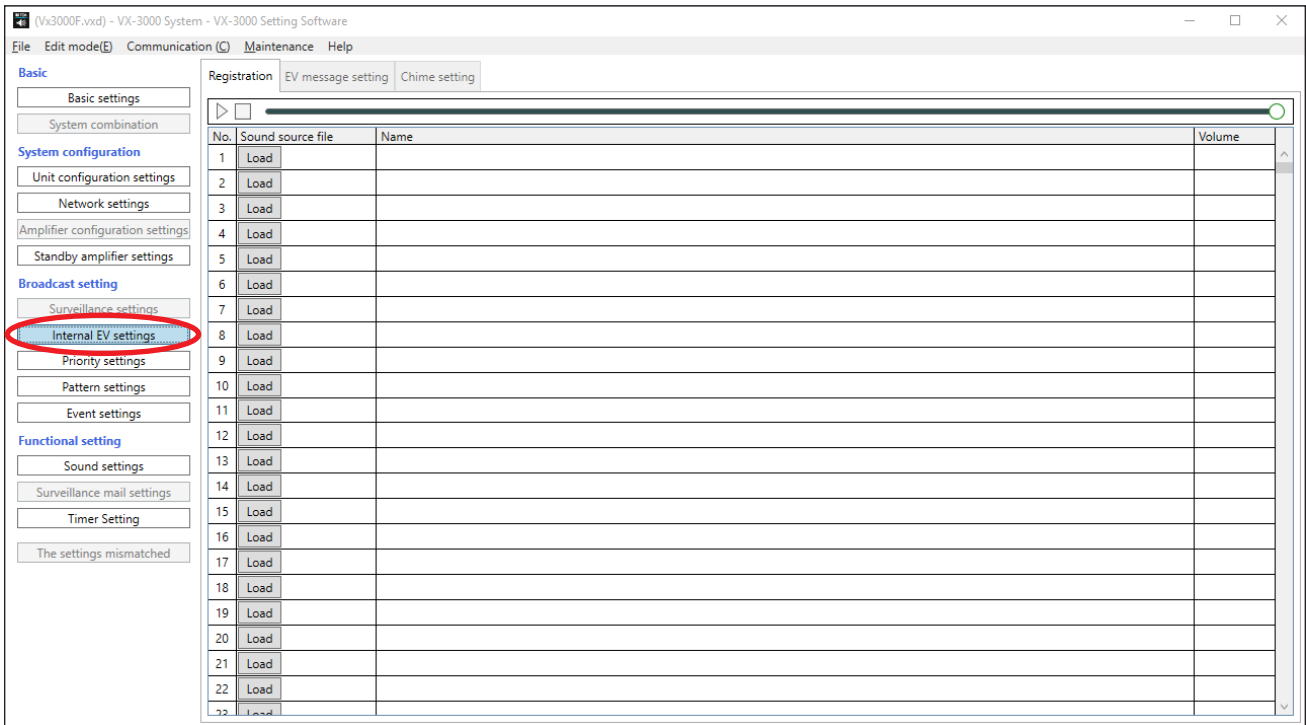 (Vx3000F.vxd) - VX-3000 System - VX-3000 Setting Software
File Edit mode(E) Communication (C) Maintenance Help
Basic
Basic settings
System combination
System configuration
Unit configuration settings
Network settings
Amplifier configuration settings
Standby amplifier settings
Broadcast setting
Surveillance settings
Internal EV settings
Priority settings
Pattern settings
Event settings
Functional setting
Sound settings
Surveillance mail settings
Timer Setting
The settings mismatched
Registration EV message setting Chime setting
No. Sound source file Name Volume
1 Load
2 Load
3 Load
4 Load
5 Load
6 Load
7 Load
8 Load
9 Load
10 Load
11 Load
12 Load
13 Load
14 Load
15 Load
16 Load
17 Load
18 Load
19 Load
20 Load
21 Load
22 Load
23 Load